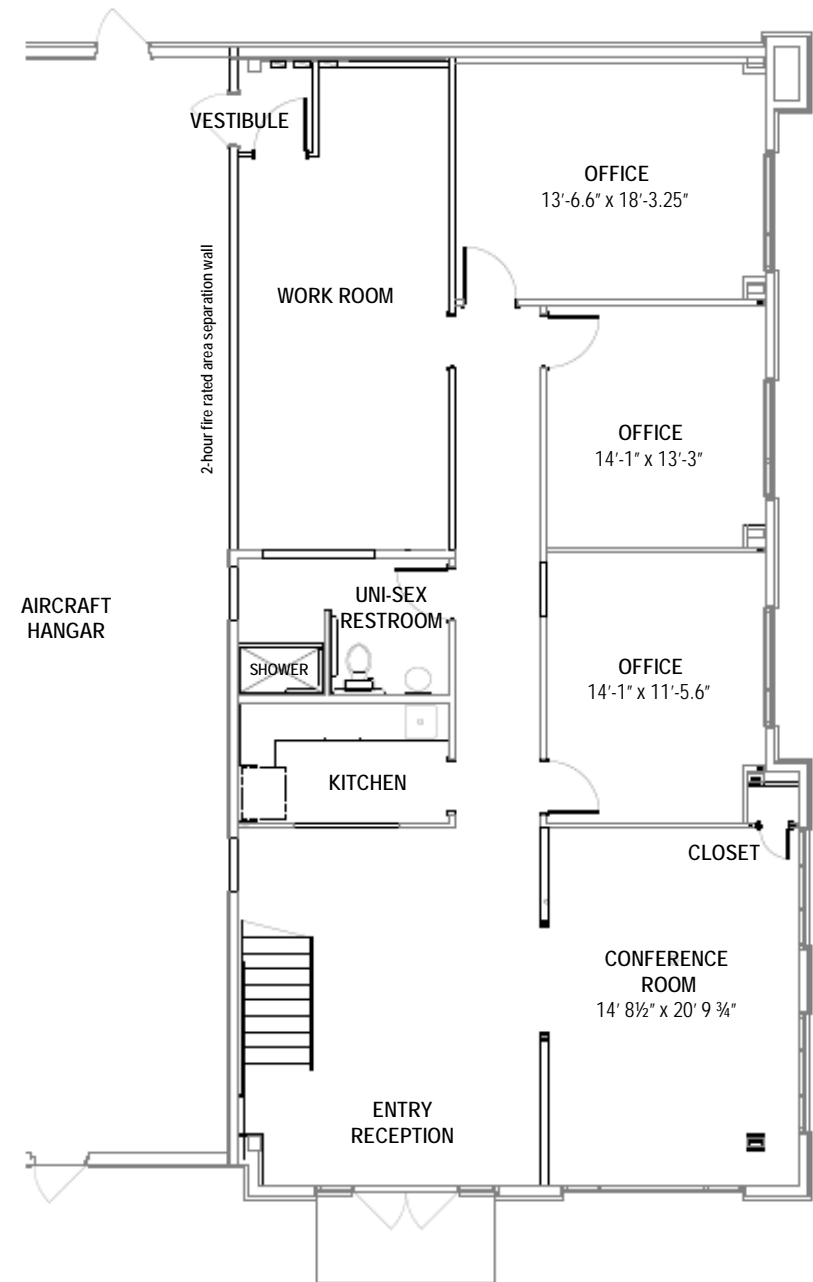 VESTIBULE
OFFICE
13'-6.6" x 18'-3.25"
2-hour fire rated area separation wall
WORK ROOM
OFFICE
14'-1" x 13'-3"
AIRCRAFT
HANGAR
UNI-SEX
RESTROOM
SHOWER
OFFICE
14'-1" x 11'-5.6"
KITCHEN
CLOSET
CONFERENCE
ROOM
14' 8½" x 20' 9 ¾"
ENTRY
RECEPTION